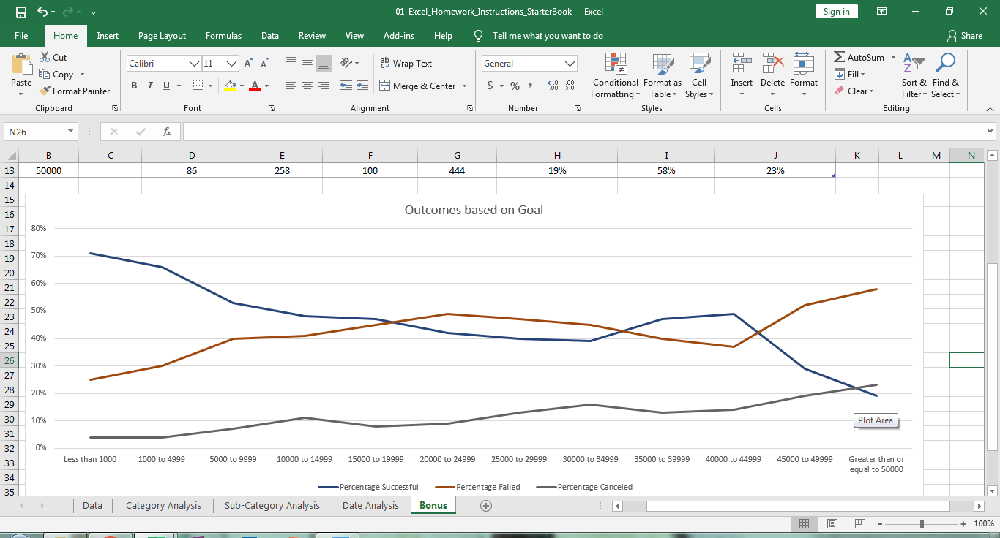 01-Excel_Homework_Instructions_StarterBook - Excel
Sign in
File Home Insert Page Layout Formulas Data Review View Add-ins Help Tell me what you want to do Share
Paste
Cut
Copy
Format Painter
Clipboard
Calibri 11
B I U A
Font
Wrap Text
Merge & Center
Alignment
General
$ % ,
Number
Conditional Formatting
Format as Table
Cell Styles
Styles
Insert Delete Format
Cells
AutoSum
Fill
Clear
Sort & Filter
Find & Select
Editing
N26 fx
B C D E F G H I J K L M N
13 50000 86 258 100 444 19% 58% 23%
14
15
16
17
18
19
20
21
22
23
24
25
26
27
28
29
30
31
32
33
34
35
Outcomes based on Goal
80%
70%
60%
50%
40%
30%
20%
10%
0%
Plot Area
Less than 1000 1000 to 4999 5000 to 9999 10000 to 14999 15000 to 19999 20000 to 24999 25000 to 29999 30000 to 34999 35000 to 39999 40000 to 44999 45000 to 49999 Greater than or
equal to 50000
Percentage Successful Percentage Failed Percentage Canceled
Data Category Analysis Sub-Category Analysis Date Analysis Bonus
100%